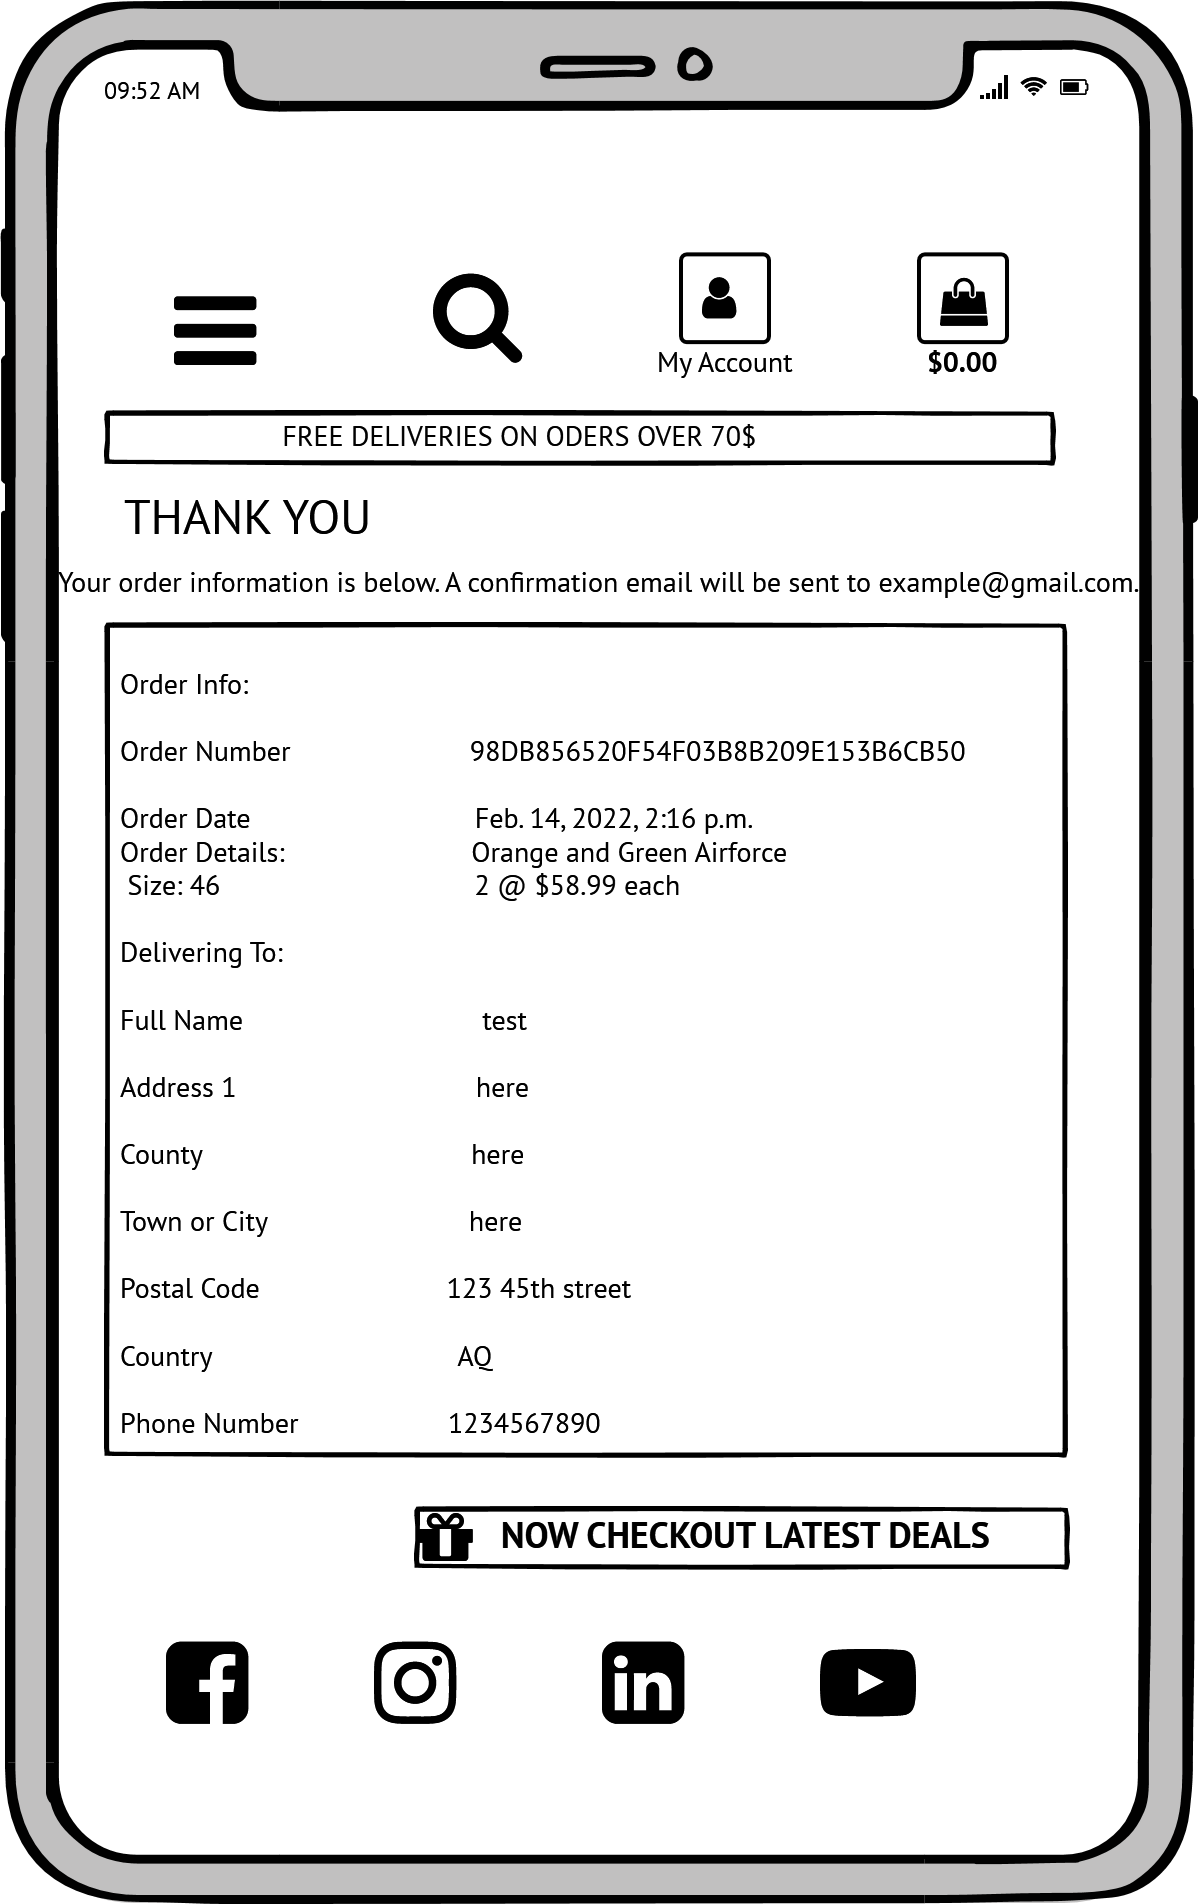 09:52 AM
My Account
$0.00
FREE DELIVERIES ON ODERS OVER 70$
THANK YOU
Your order information is below. A confirmation email will be sent to example@gmail.com.
Order Info:
Order Number 98DB856520F54F03B8B209E153B6CB50
Order Date Feb. 14, 2022, 2:16 p.m.
Order Details: Orange and Green Airforce
Size: 46 2 @ $58.99 each
Delivering To:
Full Name test
Address 1 here
County here
Town or City here
Postal Code 123 45th street
Country AQ
Phone Number 1234567890
NOW CHECKOUT LATEST DEALS
in